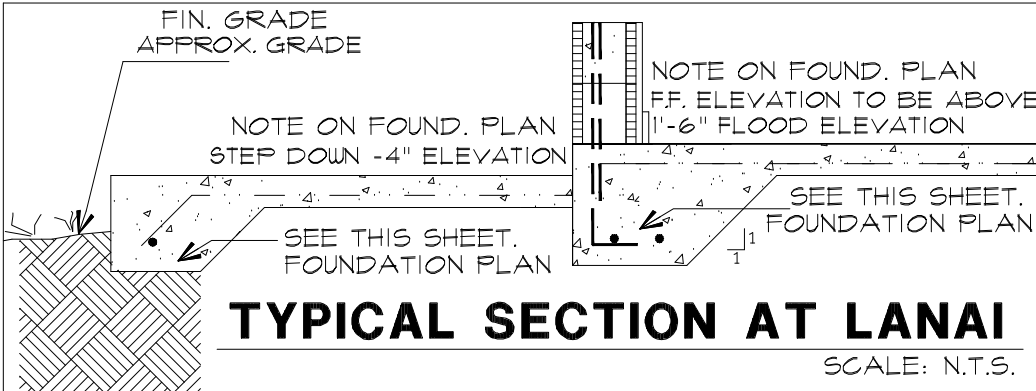 FIN. GRADE
APPROX. GRADE
NOTE ON FOUND. PLAN
F.F. ELEVATION TO BE ABOVE
1'-6" FLOOD ELEVATION
NOTE ON FOUND. PLAN
STEP DOWN -4" ELEVATION
SEE THIS SHEET.
FOUNDATION PLAN
SEE THIS SHEET.
FOUNDATION PLAN
1
1
TYPICAL SECTION AT LANAI
SCALE: N.T.S.